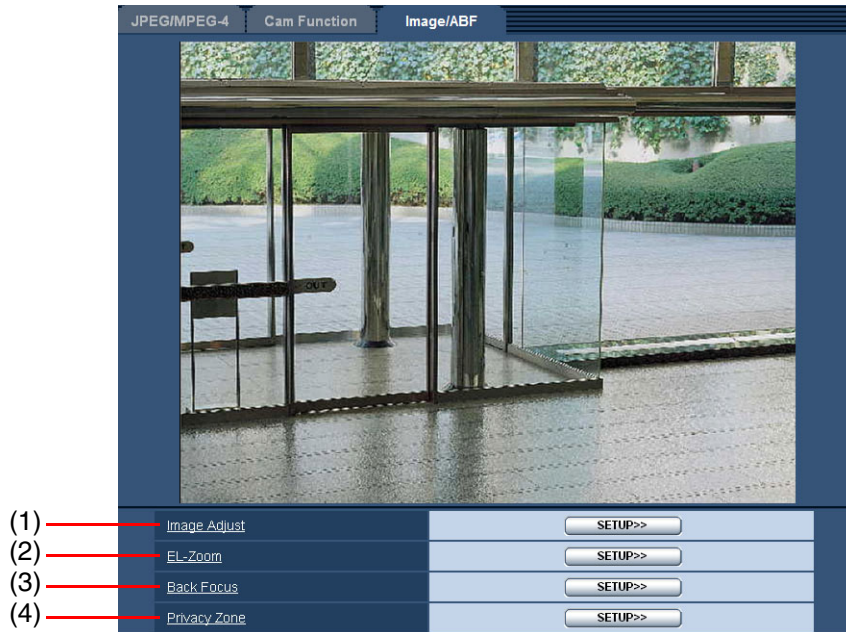 JPEG/MPEG-4 Cam Function Image/ABF
OUT
(1) Image Adjust SETUP>>
(2) EL-Zoom SETUP>>
(3) Back Focus SETUP>>
(4) Privacy Zone SETUP>>